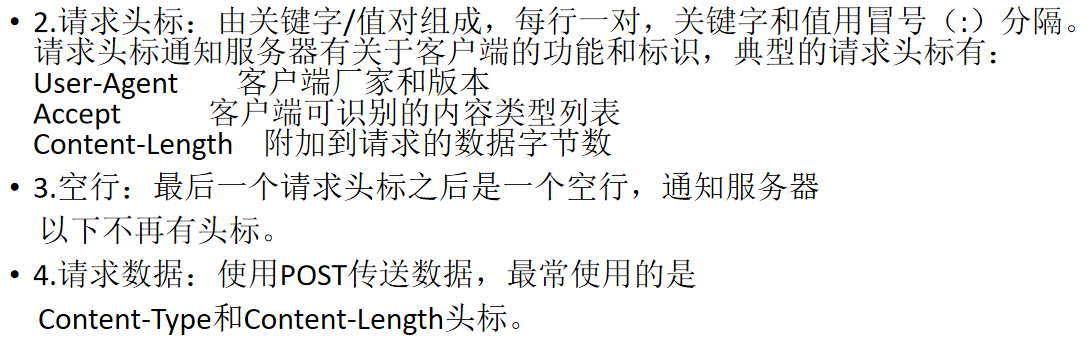 • 2.请求头标：由关键字/值对组成，每行一对，关键字和值用冒号（:）分隔。
请求头标通知服务器有关于客户端的功能和标识，典型的请求头标有：
User-Agent 客户端厂家和版本
Accept 客户端可识别的内容类型列表
Content-Length 附加到请求的数据字节数
• 3.空行：最后一个请求头标之后是一个空行，通知服务器
以下不再有头标。
• 4.请求数据：使用POST传送数据，最常使用的是
Content-Type和Content-Length头标。